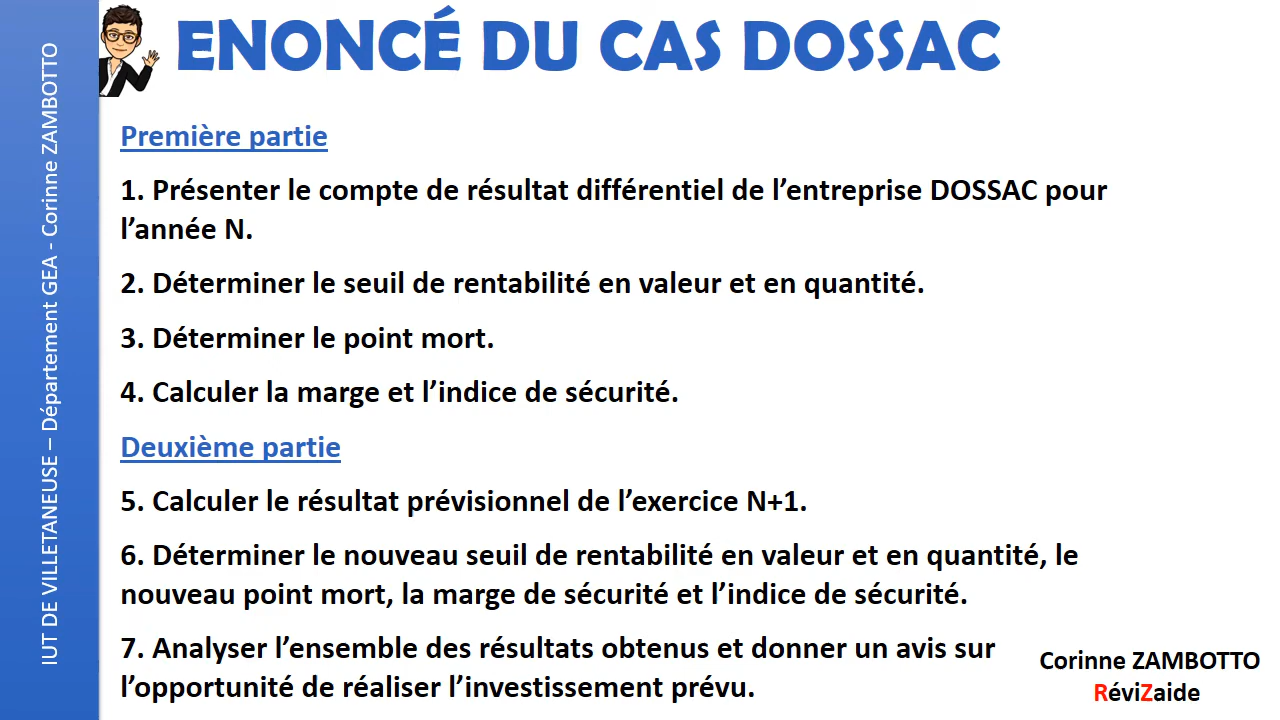 ENONCÉ DU CAS DOSSAC
IUT DE VILLETANEUSE – Département GEA - Corinne ZAMBOTTO
Première partie
1. Présenter le compte de résultat différentiel de l’entreprise DOSSAC pour
l’année N.
2. Déterminer le seuil de rentabilité en valeur et en quantité.
3. Déterminer le point mort.
4. Calculer la marge et l’indice de sécurité.
Deuxième partie
5. Calculer le résultat prévisionnel de l’exercice N+1.
6. Déterminer le nouveau seuil de rentabilité en valeur et en quantité, le
nouveau point mort, la marge de sécurité et l’indice de sécurité.
7. Analyser l’ensemble des résultats obtenus et donner un avis sur
l’opportunité de réaliser l’investissement prévu.
Corinne ZAMBOTTO
RéviZaide